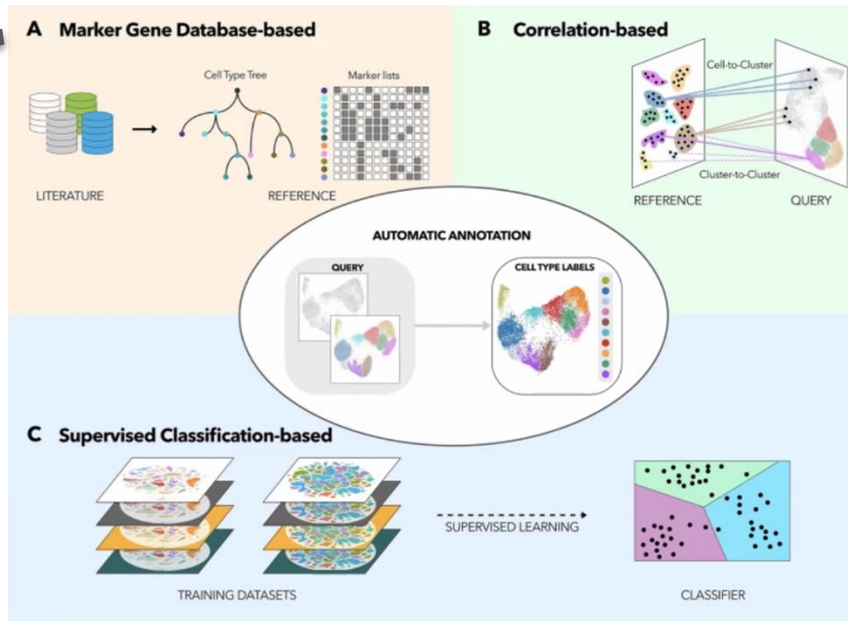 A Marker Gene Database-based
Cell Type Tree
Marker lists
LITERATURE
REFERENCE
B Correlation-based
Cell-to-Cluster
Cluster-to-Cluster
REFERENCE
QUERY
AUTOMATIC ANNOTATION
QUERY
CELL TYPE LABELS
C Supervised Classification-based
SUPERVISED LEARNING
TRAINING DATASETS
CLASSIFIER